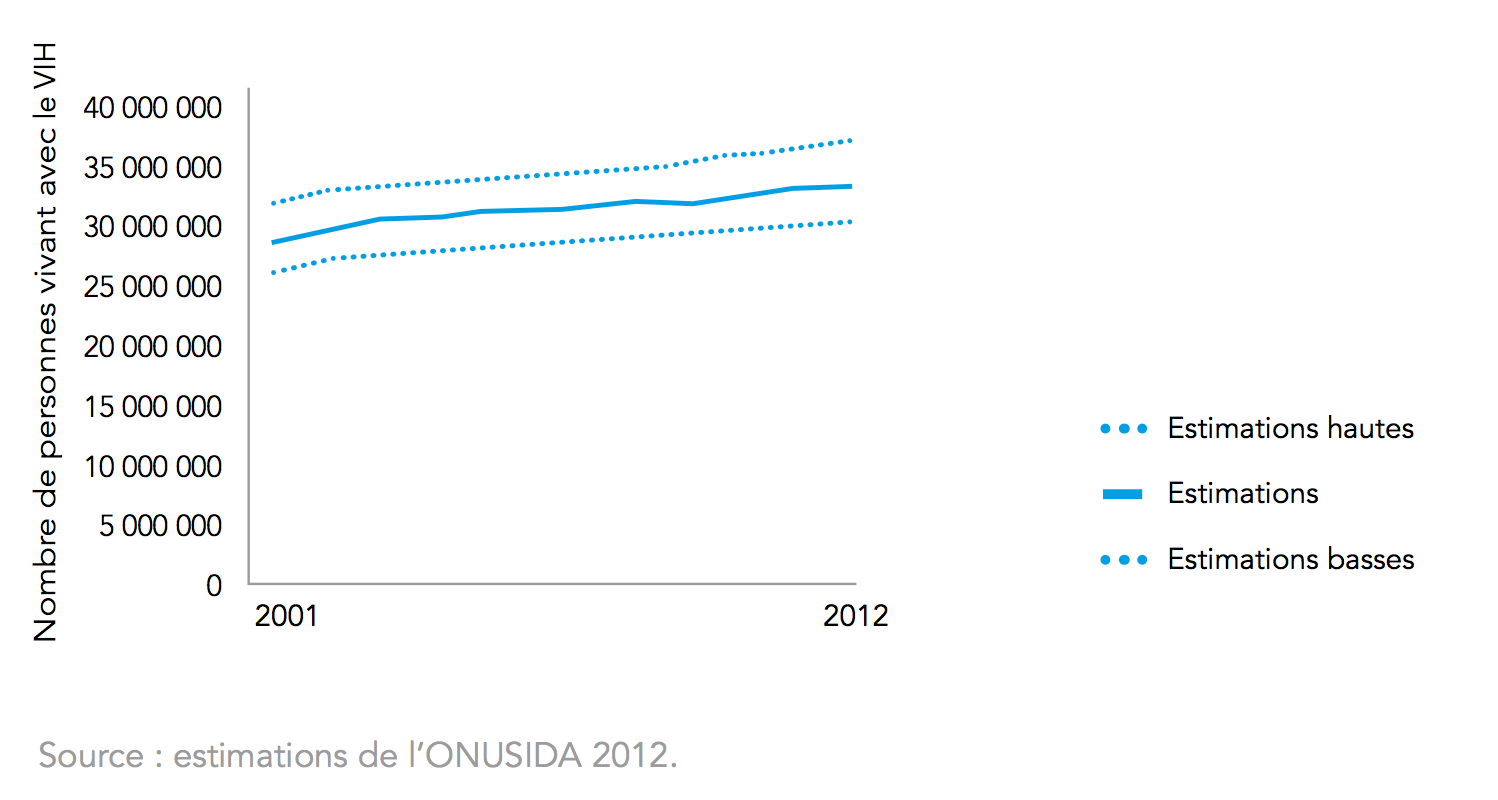 Nombre de personnes vivant avec le VIH
40 000 000
35 000 000
30 000 000
25 000 000
20 000 000
15 000 000
10 000 000
5 000 000
0
2001
2012
Estimations hautes
Estimations
Estimations basses
Source : estimations de l’ONUSIDA 2012.